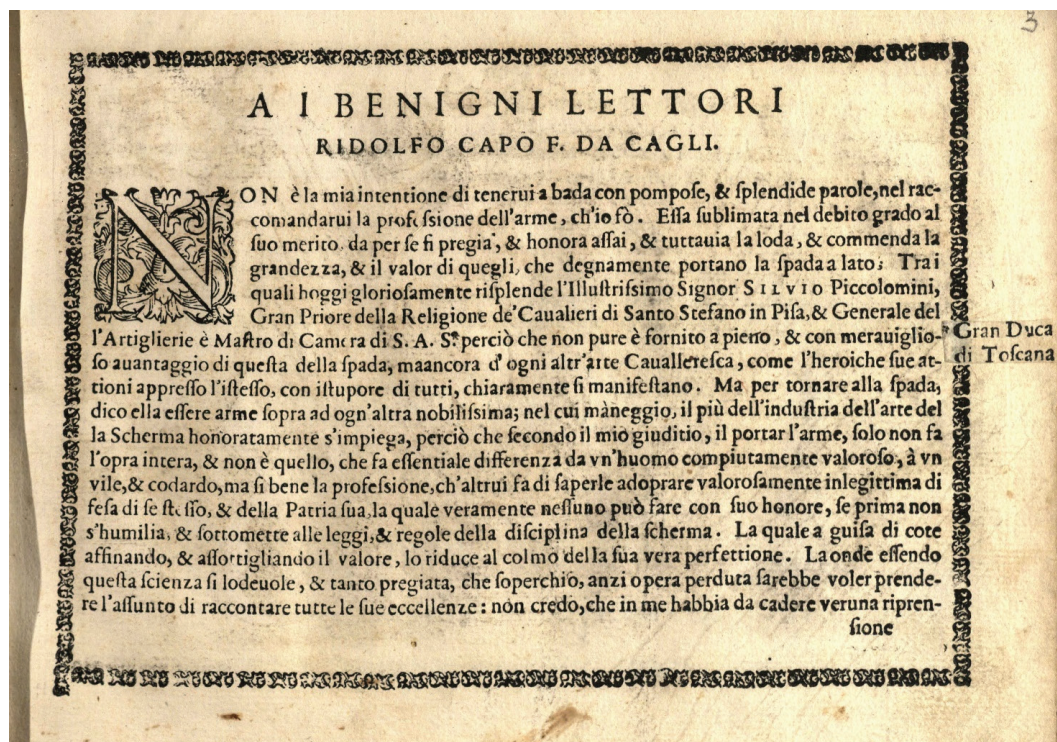 3
A I BENIGNI LETTORI
RIDOLFO CAPO F. DA CAGLI.
NON è la mia intentione di tenerui a bada con pompoſe, & ſplendide parole, nel rac-
comandarui la profeſſione dell'arme, ch'io fò. Eſſa ſublimata nel debito grado al
ſuo merito da per ſe ſi pregia, & honora aſſai, & tuttauia la loda, & commenda la
grandezza, & il valor di quegli, che degnamente portano la ſpada a lato; Tra i
quali hoggi glorioſamente riſplende l'Illuſtriſsimo Signor SILVIO Piccolomini,
Gran Priore della Religione de' Caualieri di Santo Stefano in Piſa, & Generale del
l'Artiglierie è Maſtro di Camera di S. A. S. perciò che non pure è fornito a pieno, & con merauiglio- Gran Duca
ſo auantaggio di queſta della ſpada, maancora d'ogni altr'arte Caualleresca, come l'heroiche ſue at- di Toſcana
tioni appreſſo l'iſteſſo, con iſtupore di tutti, chiaramente ſi manifeſtano. Ma per tornare alla ſpada,
dico ella eſſere arme ſopra ad ogn'altra nobiliſsima; nel cui maneggio, il più dell'induſtria dell'arte del
la Scherma honoratamente s'impiega, perciò che ſecondo il mio giuditio, il portar l'arme, ſolo non fa
l'opra intera, & non è quello, che fa eſſentiale differenza da vn'huomo compiutamente valoroſo, à vn
vile, & codardo, ma ſi bene la profeſsione, ch'altrui fa di ſaperle adoprare valoroſamente inlegittima di
feſa di ſe ſteſſo, & della Patria ſua, la quale veramente neſſuno può fare con ſuo honore, ſe prima non
s'humilia, & ſottomette alle leggi, & regole della diſciplina della ſcherma. La quale a guiſa di cote
affinando, & aſſortigliando il valore, lo riduce al colmo della ſua vera perfettione. Laonde eſſendo
queſta ſcienza ſi lodeuole, & tanto pregiata, che ſoperchio, anzi opera perduta ſarebbe voler prende-
re l'aſſunto di raccontare tutte le ſue eccellenze: non credo, che in me habbia da cadere veruna ripren-
ſione